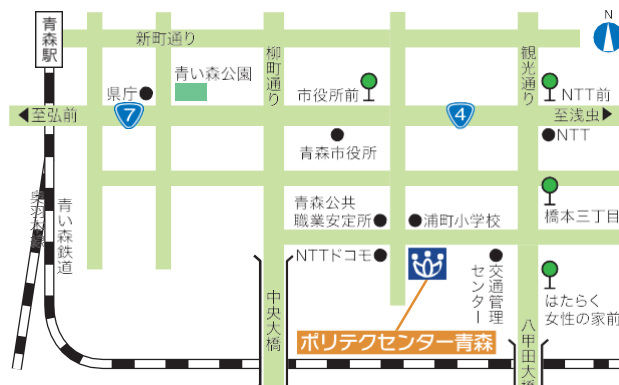 青森駅
新町通り
柳町通り
観光通り
N
青い森公園
県庁
市役所前
NTT前
至弘前
7
4
至浅虫
青森市役所
NTT
奥羽本線
青い森鉄道
青森公共
職業安定所
浦町小学校
橋本三丁目
NTTドコモ
交通管理
センター
中央大橋
はたらく
女性の家前
ポリテクセンター青森
八甲田大橋